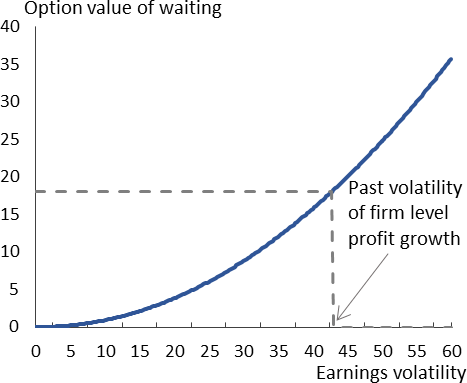 Option value of waiting
40
35
30
25
20
15
10
5
0
Past volatility
of firm level
profit growth
0 5 10 15 20 25 30 35 40 45 50 55 60
Earnings volatility